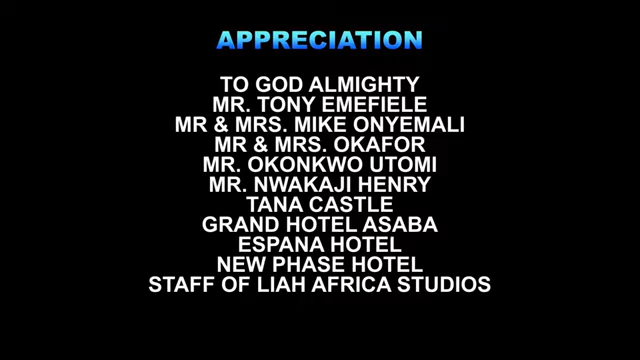 APPRECIATION
TO GOD ALMIGHTY
MR. TONY EMEFIELE
MR & MRS. MIKE ONYEMALI
MR & MRS. OKAFOR
MR. OKONKWO UTOMI
MR. NWAKAJI HENRY
TANA CASTLE
GRAND HOTEL ASABA
ESPANA HOTEL
NEW PHASE HOTEL
STAFF OF LIAH AFRICA STUDIOS